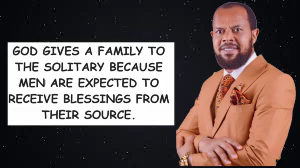 GOD GIVES A FAMILY TO
THE SOLITARY BECAUSE
MEN ARE EXPECTED TO
RECEIVE BLESSINGS FROM
THEIR SOURCE.